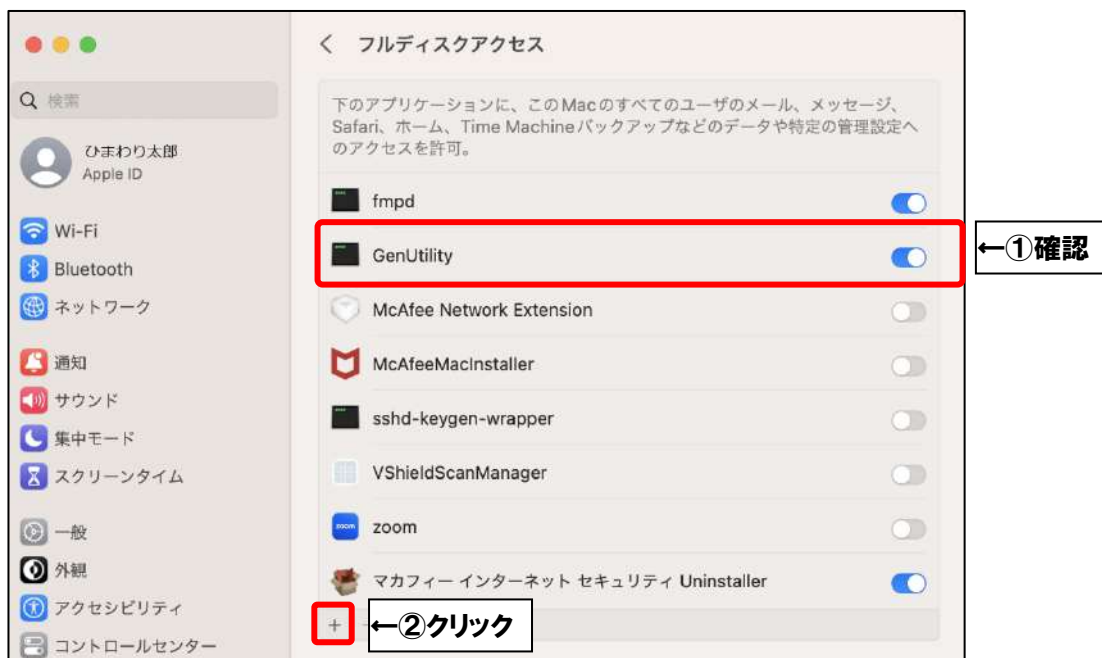 フルディスクアクセス
検索
ひまわり太郎
Apple ID
Wi-Fi
Bluetooth
ネットワーク
通知
サウンド
集中モード
スクリーンタイム
一般
外観
アクセシビリティ
コントロールセンター
下のアプリケーションに、このMacのすべてのユーザのメール、メッセージ、
Safari、ホーム、Time Machineバックアップなどのデータや特定の管理設定へ
のアクセスを許可。
fmpd
GenUtility
←①確認
McAfee Network Extension
McAfeeMacInstaller
sshd-keygen-wrapper
VShieldScanManager
zoom
マカフィー インターネット セキュリティ Uninstaller
+ ←②クリック